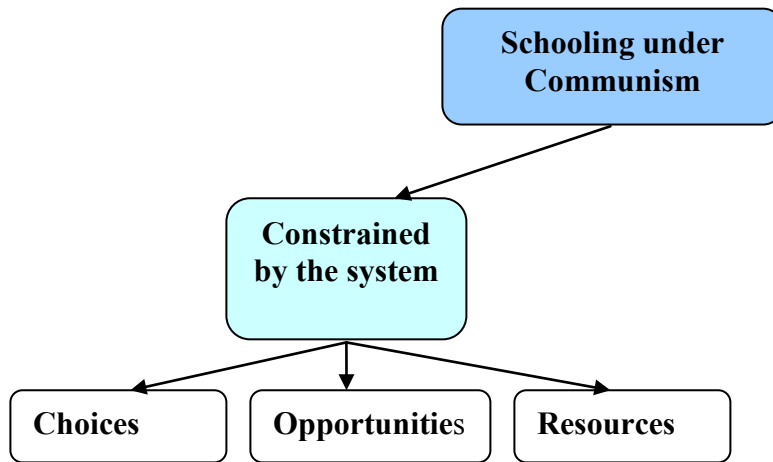 Schooling under
Communism
Constrained
by the system
Choices
Opportunities
Resources